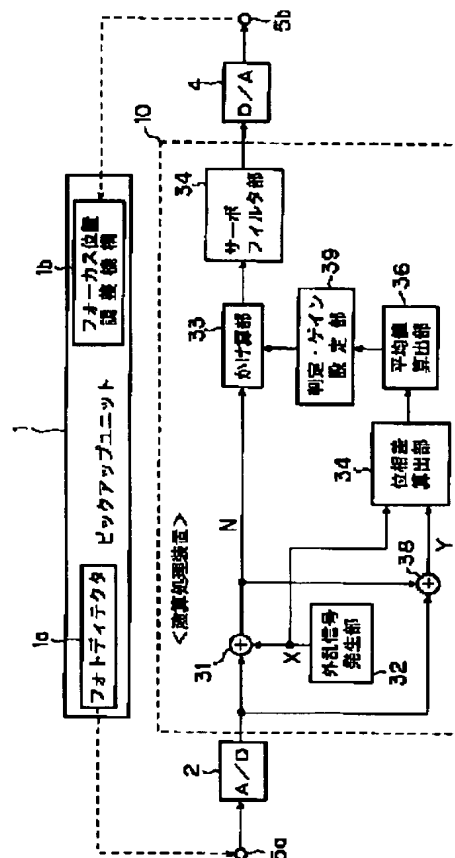 1
1a
フォトディテクタ
ピックアップユニット
1b
フォーカス位置
調整機構
5a
2
A/D
10
<演算処理装置>
31
N
X
外乱信号
発生部
32
33
かけ算部
34
サーボ
フィルタ部
4
D/A
5b
39
判定・ゲイン
設定部
36
平均値
算出部
34
位相差
算出部
38
Y